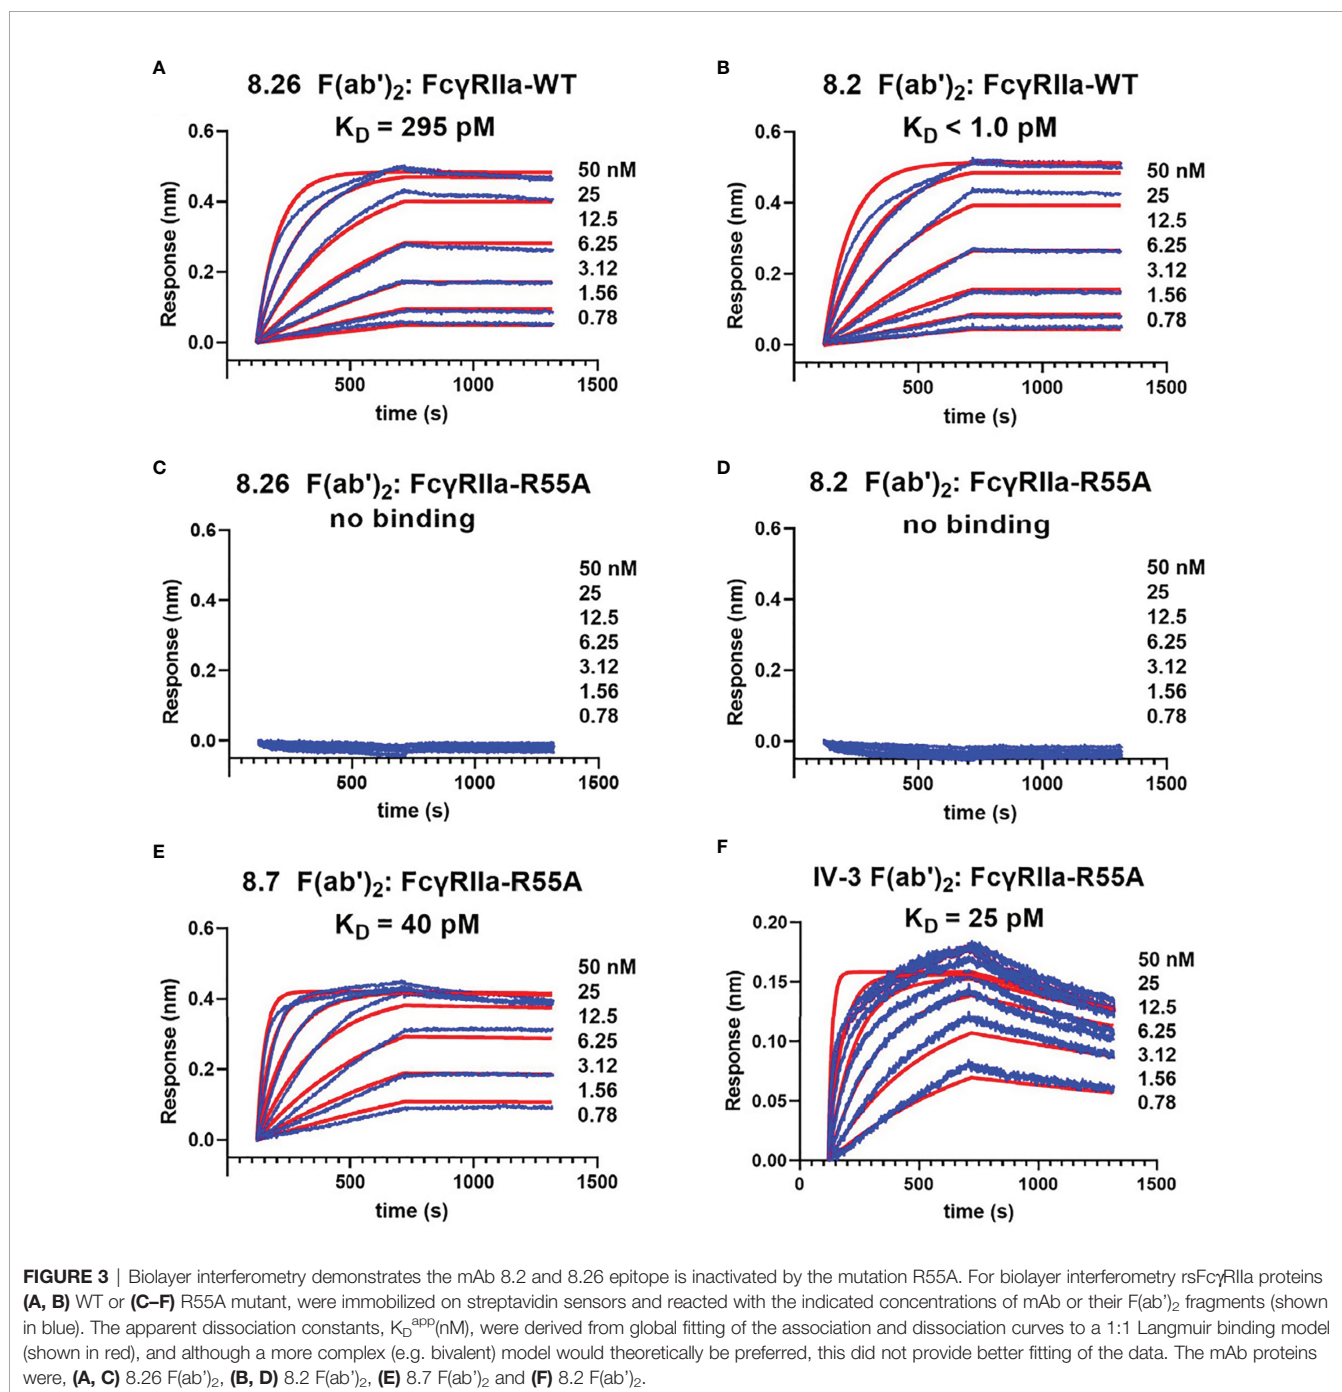 A
8.26 F(ab')2: FcγRIIa-WT
KD = 295 pM
0.6
0.4
0.2
0.0
Response (nm)
500
1000
1500
time (s)
50 nM
25
12.5
6.25
3.12
1.56
0.78
B
8.2 F(ab')2: FcγRIIa-WT
KD < 1.0 pM
0.6
0.4
0.2
0.0
Response (nm)
500
1000
1500
time (s)
50 nM
25
12.5
6.25
3.12
1.56
0.78
C
8.26 F(ab')2: FcγRIIa-R55A
no binding
0.6
0.4
0.2
0.0
Response (nm)
500
1000
1500
time (s)
50 nM
25
12.5
6.25
3.12
1.56
0.78
D
8.2 F(ab')2: FcγRIIa-R55A
no binding
0.6
0.4
0.2
0.0
Response (nm)
500
1000
1500
time (s)
50 nM
25
12.5
6.25
3.12
1.56
0.78
E
8.7 F(ab')2: FcγRIIa-R55A
KD = 40 pM
0.6
0.4
0.2
0.0
Response (nm)
500
1000
1500
time (s)
50 nM
25
12.5
6.25
3.12
1.56
0.78
F
IV-3 F(ab')2: FcγRIIa-R55A
KD = 25 pM
0.20
0.15
0.10
0.05
0.00
Response (nm)
0
500
1000
1500
time (s)
50 nM
25
12.5
6.25
3.12
1.56
0.78
FIGURE 3 | Biolayer interferometry demonstrates the mAb 8.2 and 8.26 epitope is inactivated by the mutation R55A. For biolayer interferometry rsFcγRIIa proteins
(A, B) WT or (C–F) R55A mutant, were immobilized on streptavidin sensors and reacted with the indicated concentrations of mAb or their F(ab')2 fragments (shown
in blue). The apparent dissociation constants, KDapp(nM), were derived from global fitting of the association and dissociation curves to a 1:1 Langmuir binding model
(shown in red), and although a more complex (e.g. bivalent) model would theoretically be preferred, this did not provide better fitting of the data. The mAb proteins
were, (A, C) 8.26 F(ab')2, (B, D) 8.2 F(ab')2, (E) 8.7 F(ab')2 and (F) 8.2 F(ab')2.